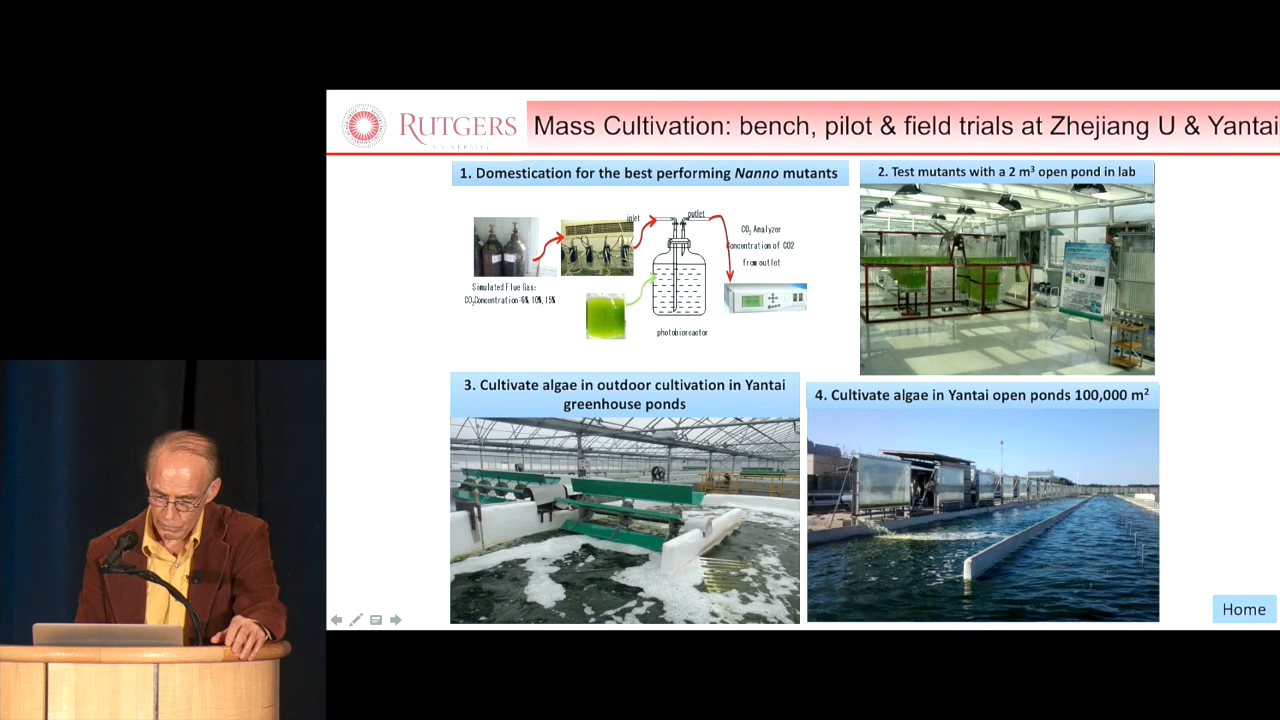 RUTGERS
UNIVERSITY
Mass Cultivation: bench, pilot & field trials at Zhejiang U & Yantai
1. Domestication for the best performing Nanno mutants
2. Test mutants with a 2 m³ open pond in lab
inlet
outlet
CO₂ Analyzer
Concentration of CO2
from outlet
Simulated Flue Gas:
CO₂Concentration=6%, 10%, 15%
photobioreactor
3. Cultivate algae in outdoor cultivation in Yantai
greenhouse ponds
4. Cultivate algae in Yantai open ponds 100,000 m²
Home